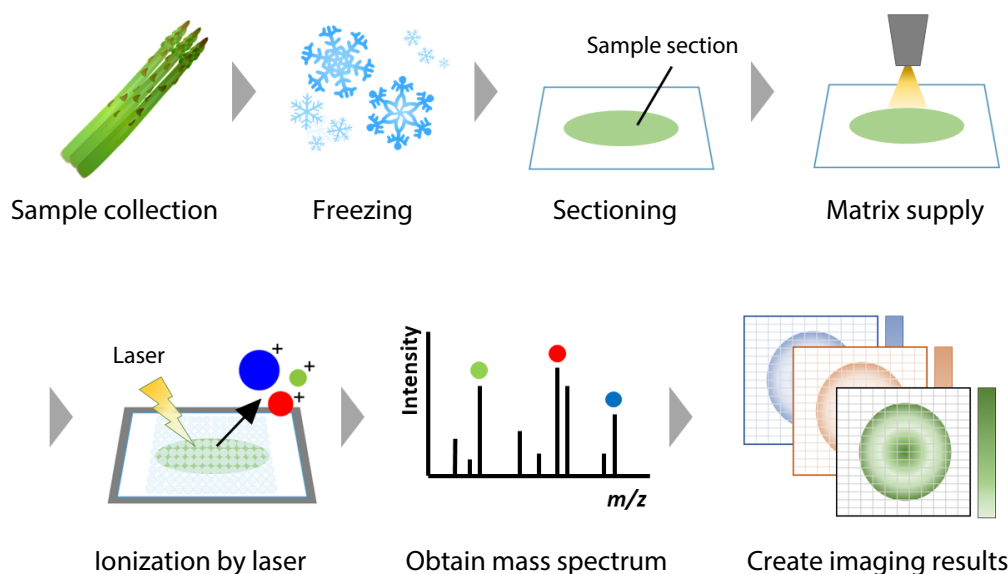 Sample section
Sample collection
Freezing
Sectioning
Matrix supply
Laser
+
+
+
Intensity
m/z
Ionization by laser
Obtain mass spectrum
Create imaging results